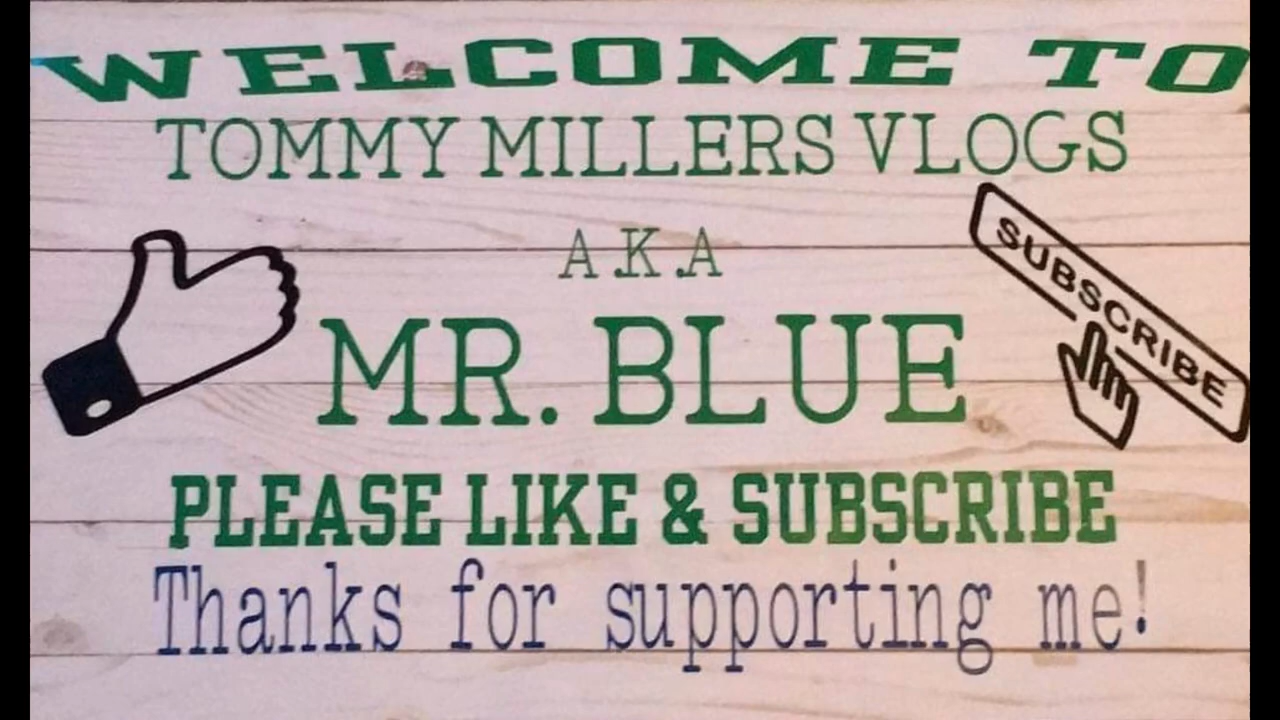 WELCOME TO
TOMMY MILLERS VLOGS
A.K.A
MR. BLUE
SUBSCRIBE
PLEASE LIKE & SUBSCRIBE
Thanks for supporting me!